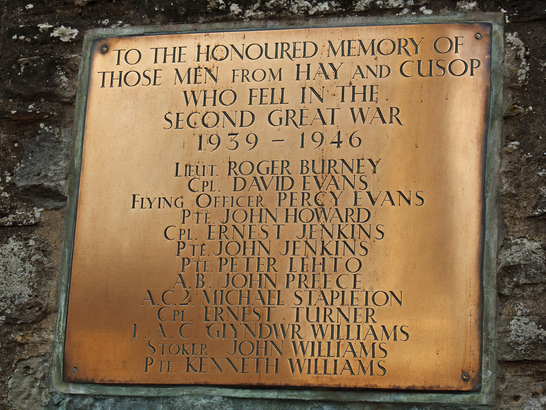 TO THE HONOURED MEMORY OF
THOSE MEN FROM HAY AND CUSOP
WHO FELL IN THE
SECOND GREAT WAR
1939 – 1946
LIEUT. ROGER BURNEY
CPL. DAVID EVANS
FLYING OFFICER PERCY EVANS
PTE. JOHN HOWARD
CPL. ERNEST JENKINS
PTE. JOHN JENKINS
PTE PETER LEHTO
A.B. JOHN PREECE
A.C.2 MICHAEL STAPLETON
CPL. ERNEST TURNER
L.A.C. GLYNDWR WILLIAMS
STOKER JOHN WILLIAMS
PTE KENNETH WILLIAMS